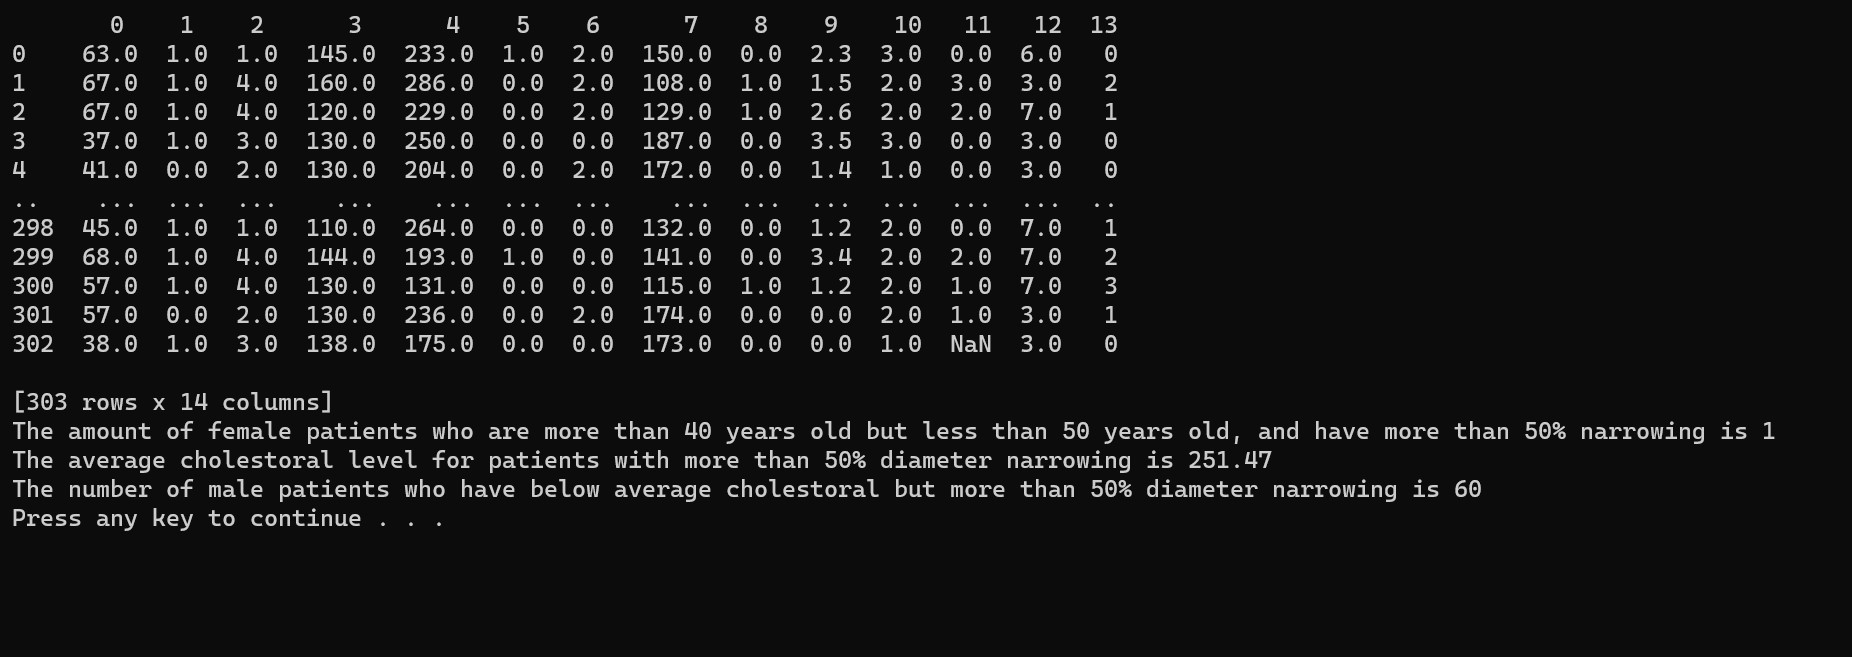 0    1    2      3      4    5    6      7    8    9   10   11   12  13
0    63.0  1.0  1.0  145.0  233.0  1.0  2.0  150.0  0.0  2.3  3.0  0.0  6.0   0
1    67.0  1.0  4.0  160.0  286.0  0.0  2.0  108.0  1.0  1.5  2.0  3.0  3.0   2
2    67.0  1.0  4.0  120.0  229.0  0.0  2.0  129.0  1.0  2.6  2.0  2.0  7.0   1
3    37.0  1.0  3.0  130.0  250.0  0.0  0.0  187.0  0.0  3.5  3.0  0.0  3.0   0
4    41.0  0.0  2.0  130.0  204.0  0.0  2.0  172.0  0.0  1.4  1.0  0.0  3.0   0
..    ...  ...  ...    ...    ...  ...  ...    ...  ...  ...  ...  ...  ...  ..
298  45.0  1.0  1.0  110.0  264.0  0.0  0.0  132.0  0.0  1.2  2.0  0.0  7.0   1
299  68.0  1.0  4.0  144.0  193.0  1.0  0.0  141.0  0.0  3.4  2.0  2.0  7.0   2
300  57.0  1.0  4.0  130.0  131.0  0.0  0.0  115.0  1.0  1.2  2.0  1.0  7.0   3
301  57.0  0.0  2.0  130.0  236.0  0.0  2.0  174.0  0.0  0.0  2.0  1.0  3.0   1
302  38.0  1.0  3.0  138.0  175.0  0.0  0.0  173.0  0.0  0.0  1.0  NaN  3.0   0
[303 rows x 14 columns]
The amount of female patients who are more than 40 years old but less than 50 years old, and have more than 50% narrowing is 1
The average cholestoral level for patients with more than 50% diameter narrowing is 251.47
The number of male patients who have below average cholestoral but more than 50% diameter narrowing is 60
Press any key to continue . . .